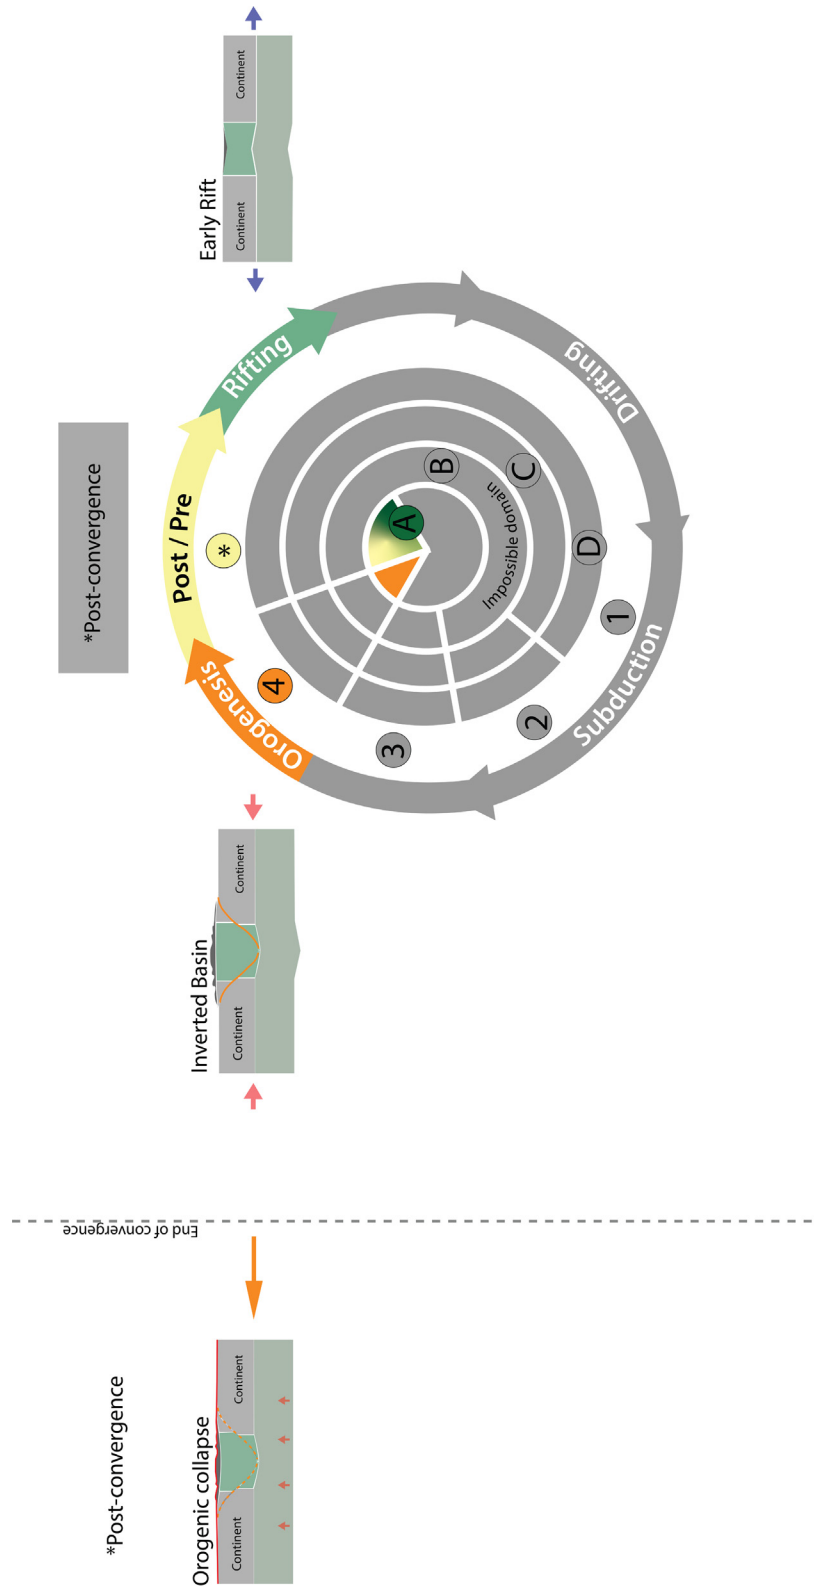 *Post-convergence
Orogenic collapse
Continent
Continent
End of convergence
Inverted Basin
Continent
Continent
*Post-convergence
Orogenesis
Post / Pre
Rifting
Drifting
Subduction
*
4
3
2
1
A
B
C
D
Impossible domain
Early Rift
Continent
Continent